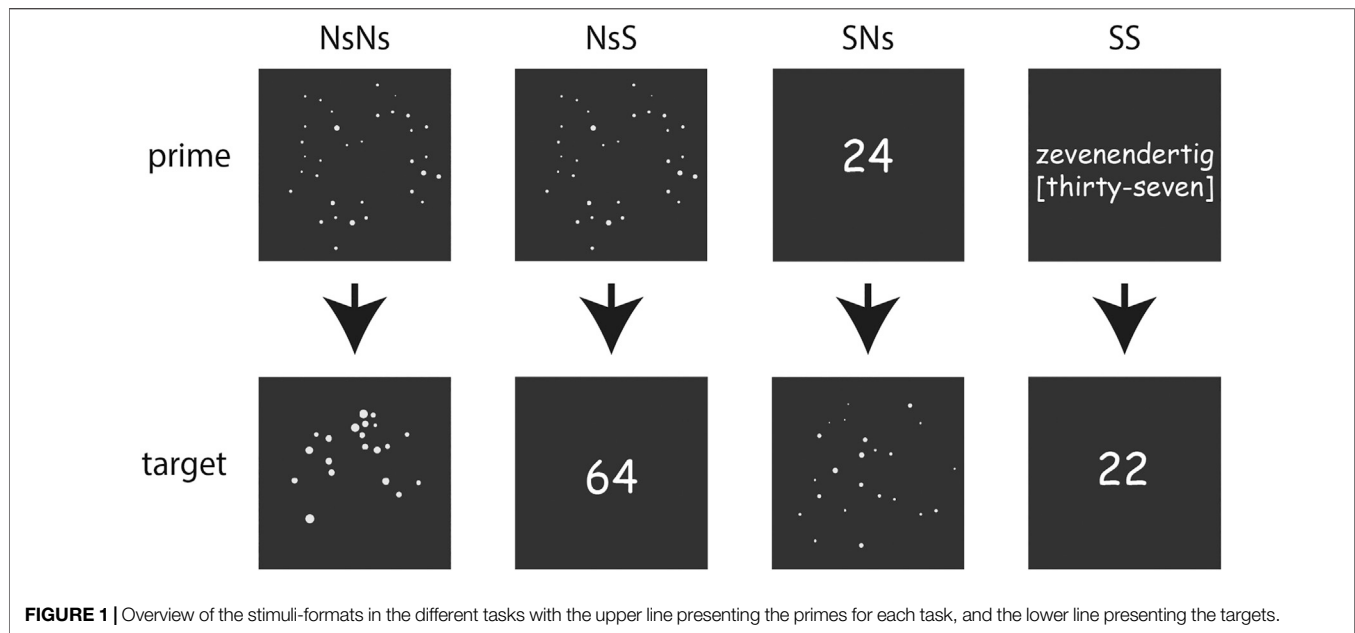 NsNs NsS SNs SS
prime
24
zevenendertig
[thirty-seven]
target
64
22
FIGURE 1 | Overview of the stimuli-formats in the different tasks with the upper line presenting the primes for each task, and the lower line presenting the targets.